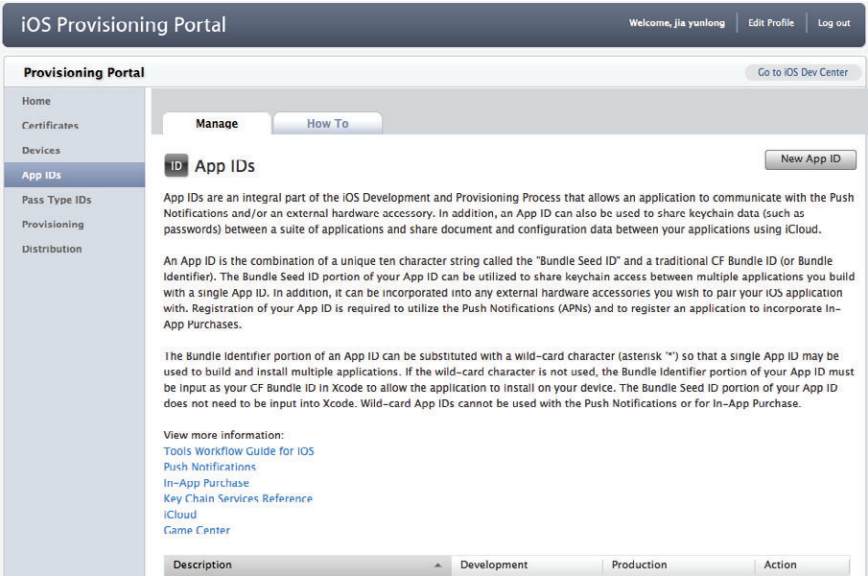 iOS Provisioning Portal
Welcome, jia yunlong
Edit Profile
Log out
Provisioning Portal
Go to iOS Dev Center
Home
Certificates
Devices
App IDs
Pass Type IDs
Provisioning
Distribution
Manage
How To
ID
App IDs
New App ID
App IDs are an integral part of the iOS Development and Provisioning Process that allows an application to communicate with the Push
Notifications and/or an external hardware accessory. In addition, an App ID can also be used to share keychain data (such as
passwords) between a suite of applications and share document and configuration data between your applications using iCloud.
An App ID is the combination of a unique ten character string called the "Bundle Seed ID" and a traditional CF Bundle ID (or Bundle
Identifier). The Bundle Seed ID portion of your App ID can be utilized to share keychain access between multiple applications you build
with a single App ID. In addition, it can be incorporated into any external hardware accessories you wish to pair your iOS application
with. Registration of your App ID is required to utilize the Push Notifications (APNs) and to register an application to incorporate In-
App Purchases.
The Bundle Identifier portion of an App ID can be substituted with a wild-card character (asterisk '*') so that a single App ID may be
used to build and install multiple applications. If the wild-card character is not used, the Bundle Identifier portion of your App ID must
be input as your CF Bundle ID in Xcode to allow the application to install on your device. The Bundle Seed ID portion of your App ID
does not need to be input into Xcode. Wild-card App IDs cannot be used with the Push Notifications or for In-App Purchase.
View more information:
Tools Workflow Guide for iOS
Push Notifications
In-App Purchase
Key Chain Services Reference
iCloud
Game Center
Description
Development
Production
Action